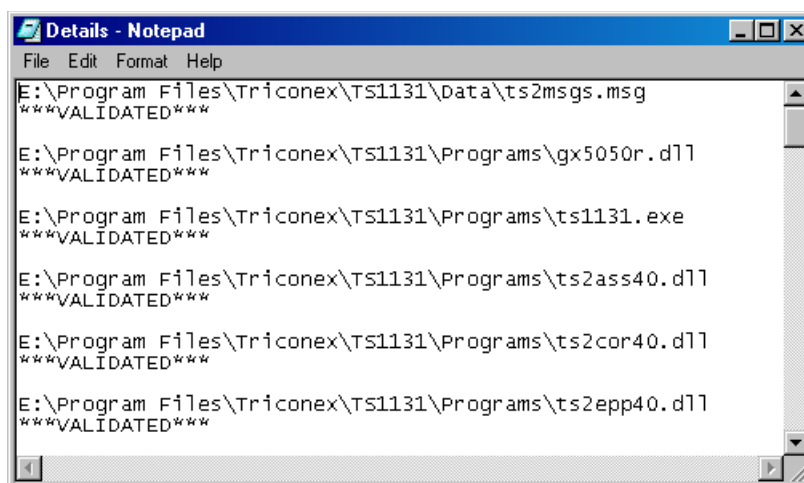 Details - Notepad
File Edit Format Help
E:\Program Files\Triconex\TS1131\Data\ts2msgs.msg
***VALIDATED***
E:\Program Files\Triconex\TS1131\Programs\gx5050r.dll
***VALIDATED***
E:\Program Files\Triconex\TS1131\Programs\ts1131.exe
***VALIDATED***
E:\Program Files\Triconex\TS1131\Programs\ts2ass40.dll
***VALIDATED***
E:\Program Files\Triconex\TS1131\Programs\ts2cor40.dll
***VALIDATED***
E:\Program Files\Triconex\TS1131\Programs\ts2epp40.dll
***VALIDATED***